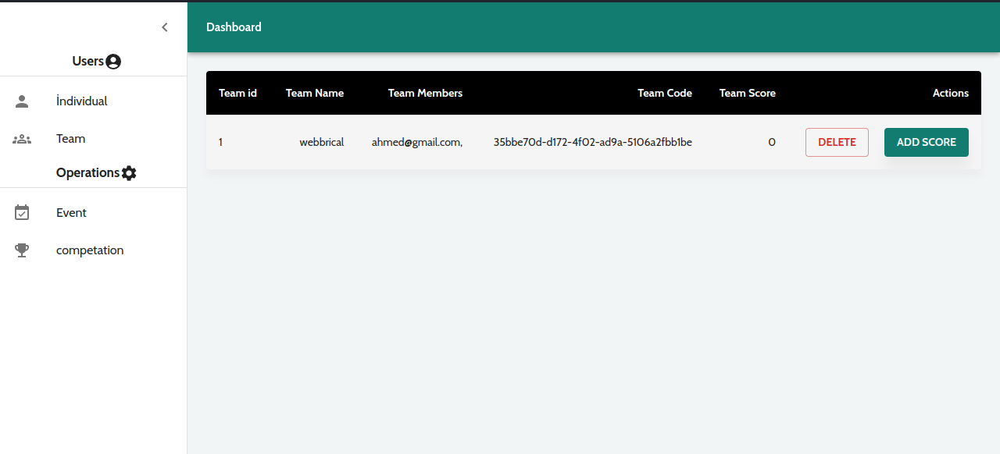 Dashboard
Users
İndividual
Team
Operations
Event
competation
Team id Team Name Team Members Team Code Team Score Actions
1 webbrical ahmed@gmail.com, 35bbe70d-d172-4f02-ad9a-5106a2fbb1be 0 DELETE ADD SCORE